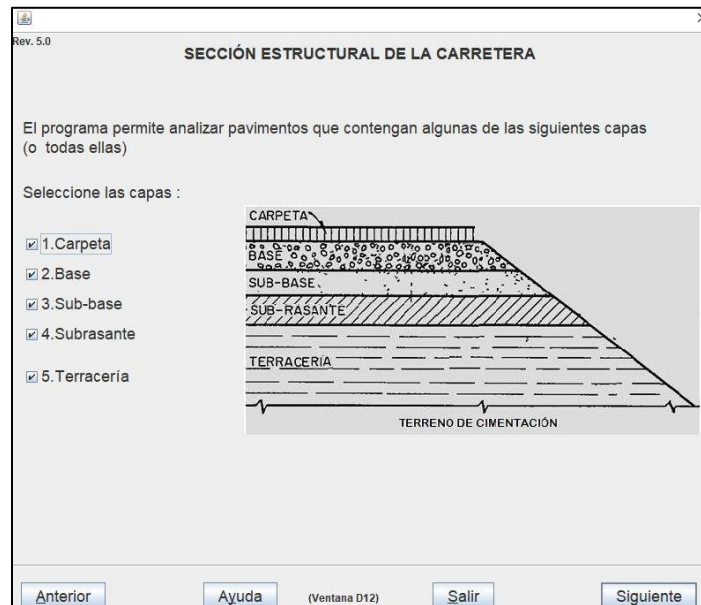 Rev. 5.0
SECCIÓN ESTRUCTURAL DE LA CARRETERA
El programa permite analizar pavimentos que contengan algunas de las siguientes capas
(o todas ellas)
Seleccione las capas :
1.Carpeta
2.Base
3.Sub-base
4.Subrasante
5.Terracería
CARPETA
BASE
SUB-BASE
SUB-RASANTE
TERRACERÍA
TERRENO DE CIMENTACIÓN
Anterior
Ayuda
(Ventana D12)
Salir
Siguiente